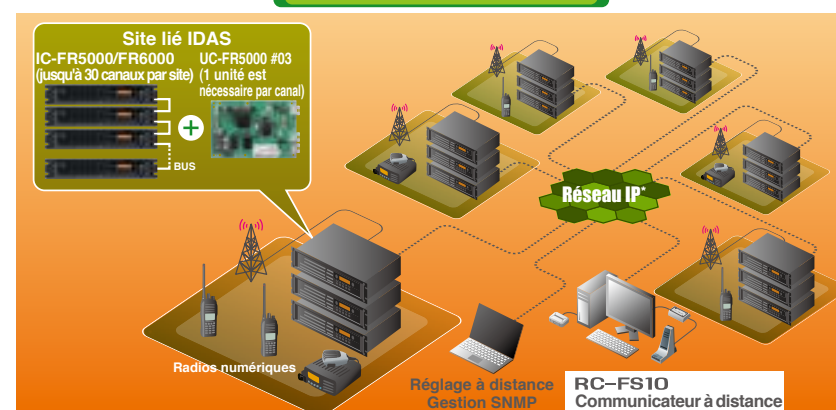 Site lié IDAS
IC-FR5000/FR6000
(jusqu'à 30 canaux par site)
UC-FR5000 #03
(1 unité est
nécessaire par canal)
BUS
Réseau IP*
Radios numériques
Réglage à distance
Gestion SNMP
RC-FS10
Communicateur à distance